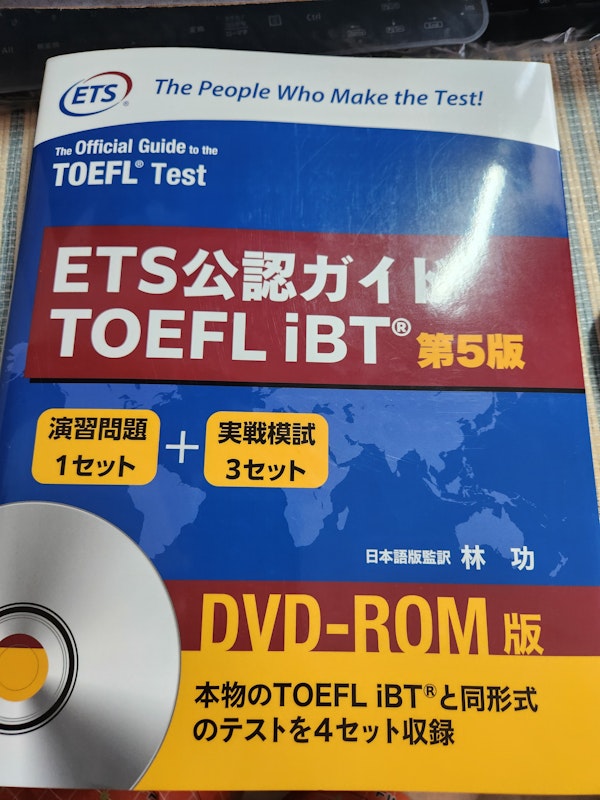 ETS®
The People Who Make the Test!
The Official Guide to the
TOEFL® Test
ETS公認ガイド
TOEFL iBT® 第5版
演習問題
1セット
+
実戦模試
3セット
日本語版監訳 林 功
DVD-ROM版
本物のTOEFL iBT®と同形式
のテストを4セット収録